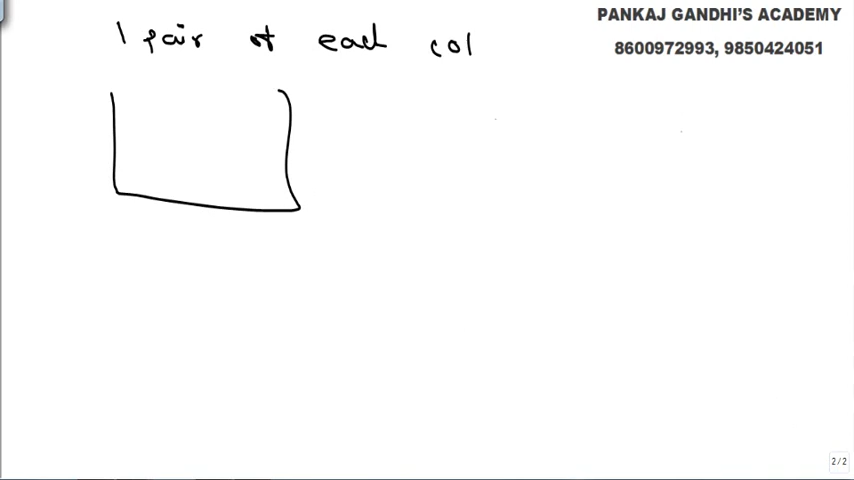 1 pair of each col
PANKAJ GANDHI'S ACADEMY
8600972993, 9850424051
2/2